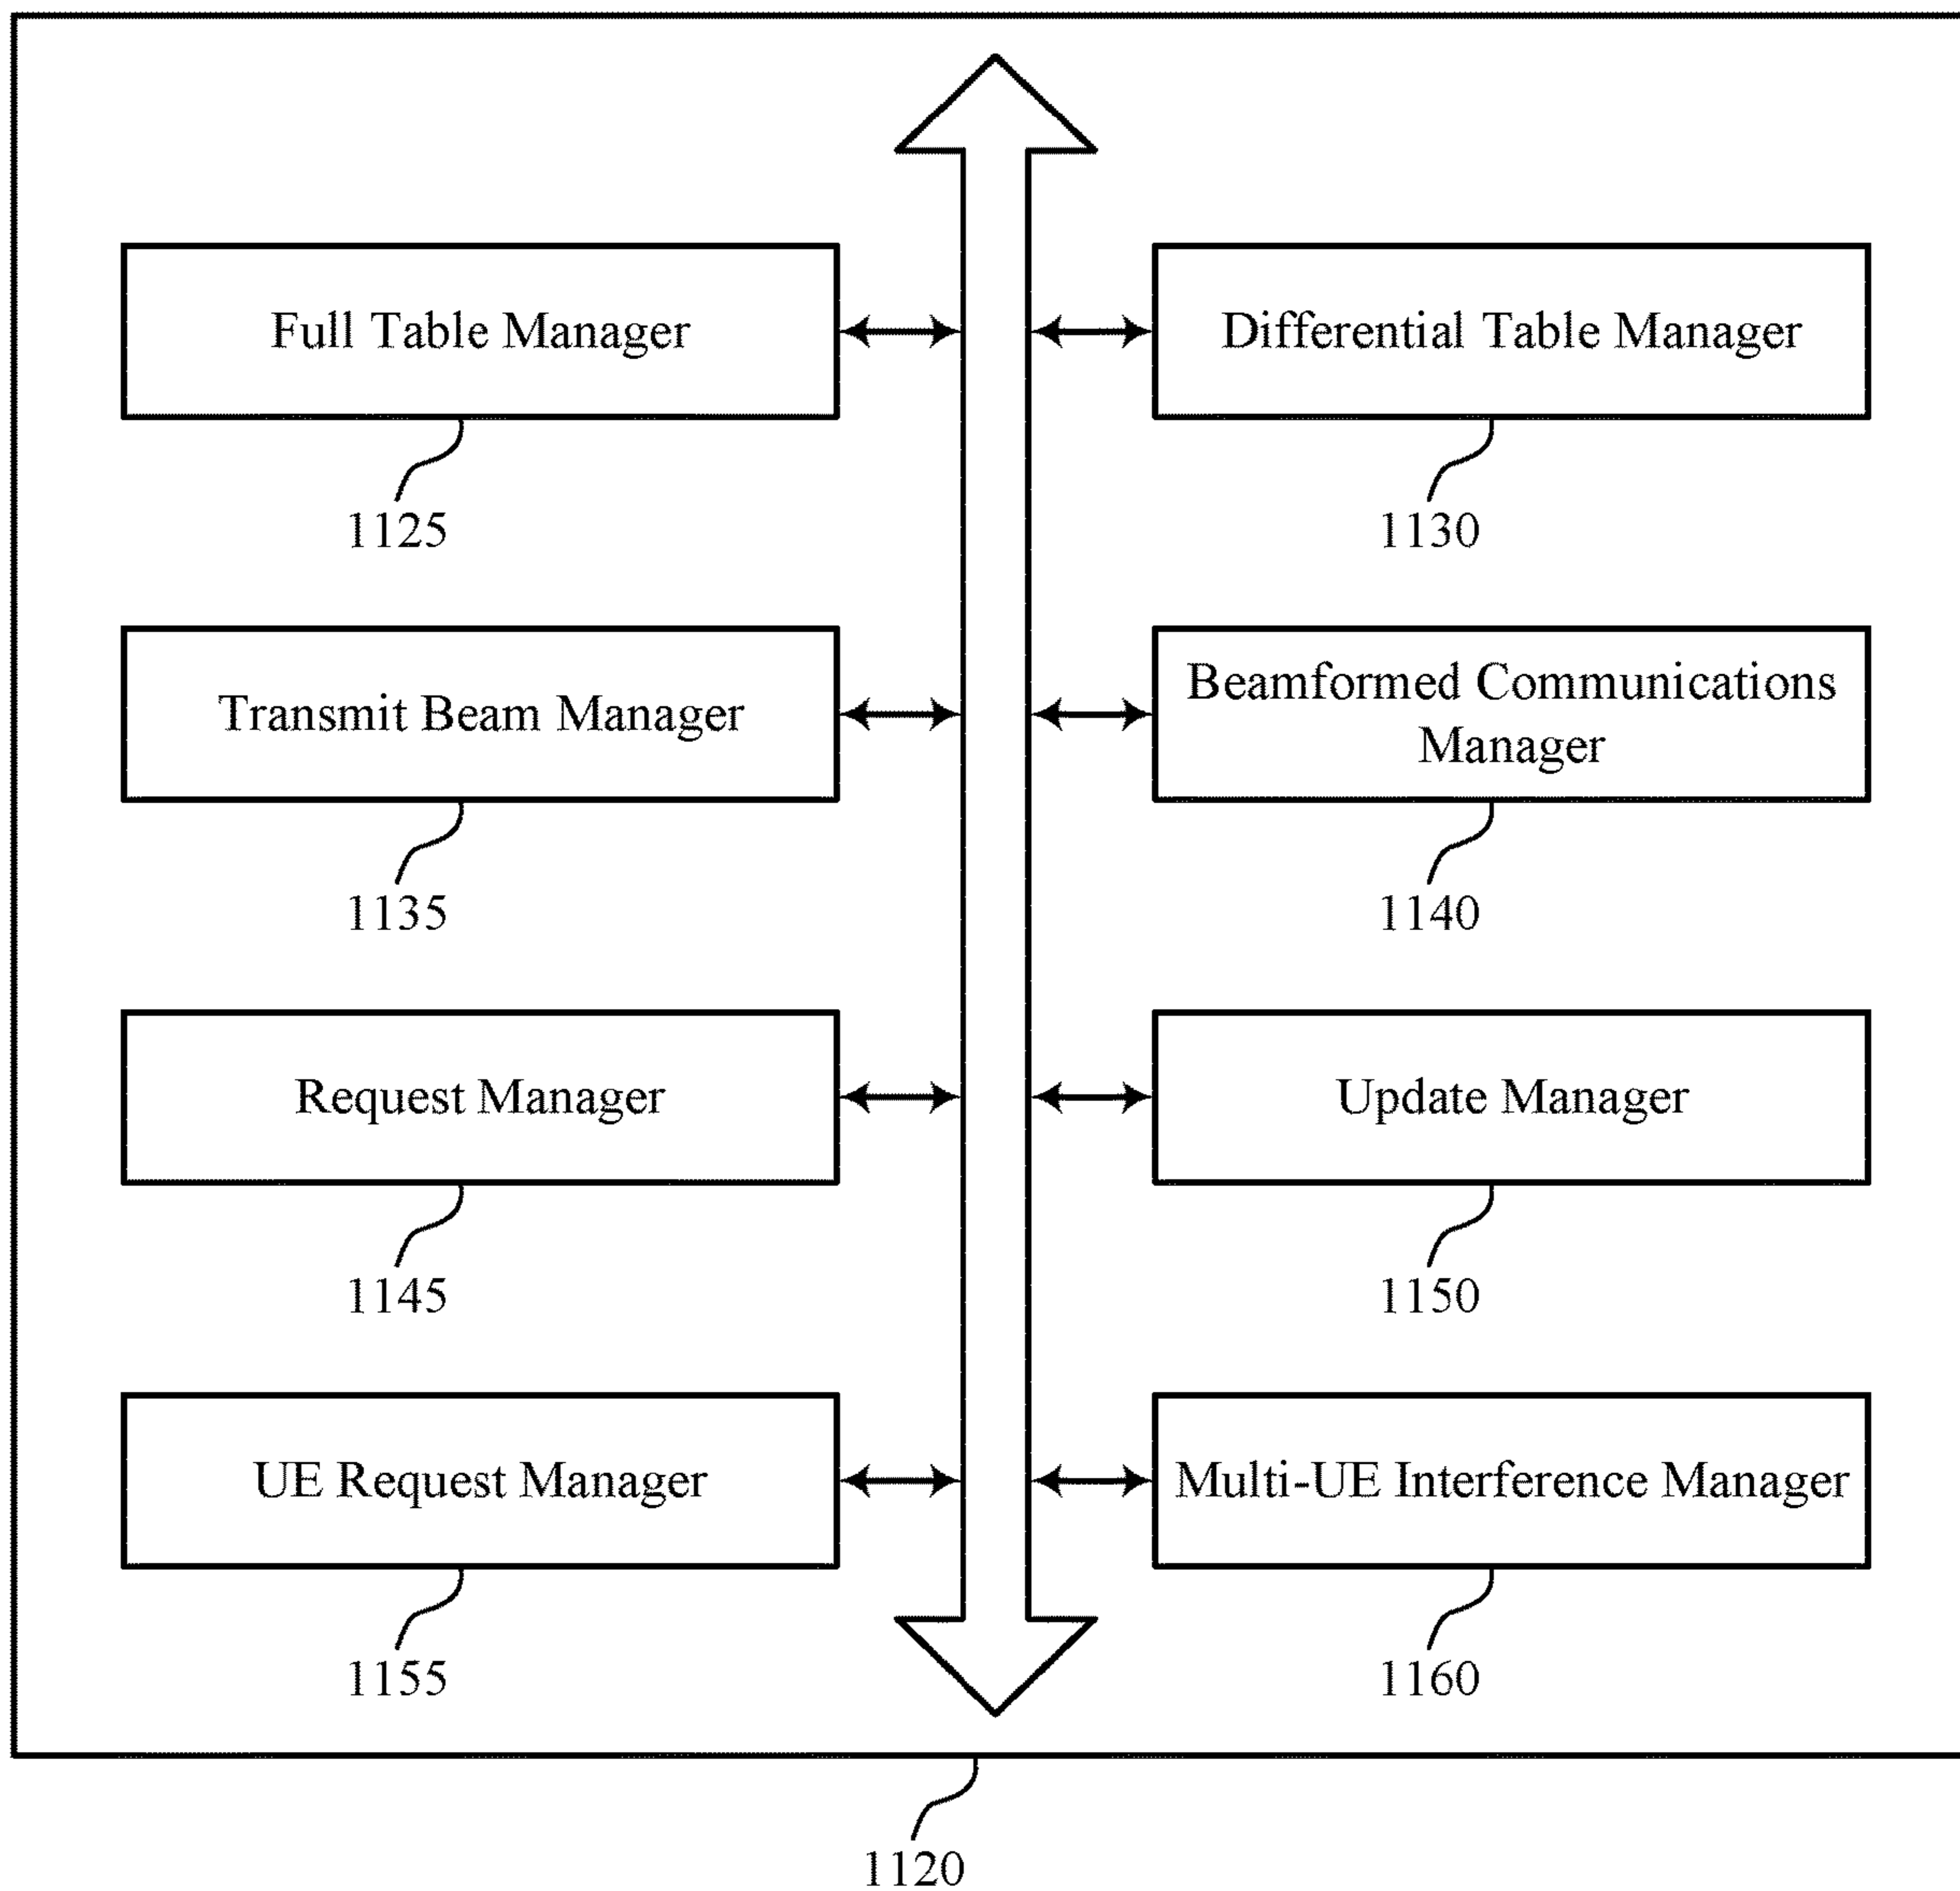 Full Table Manager
Differential Table Manager
1125
1130
Transmit Beam Manager
Beamformed Communications
Manager
1135
1140
Request Manager
Update Manager
1145
1150
UE Request Manager
Multi-UE Interference Manager
1155
1160
1120